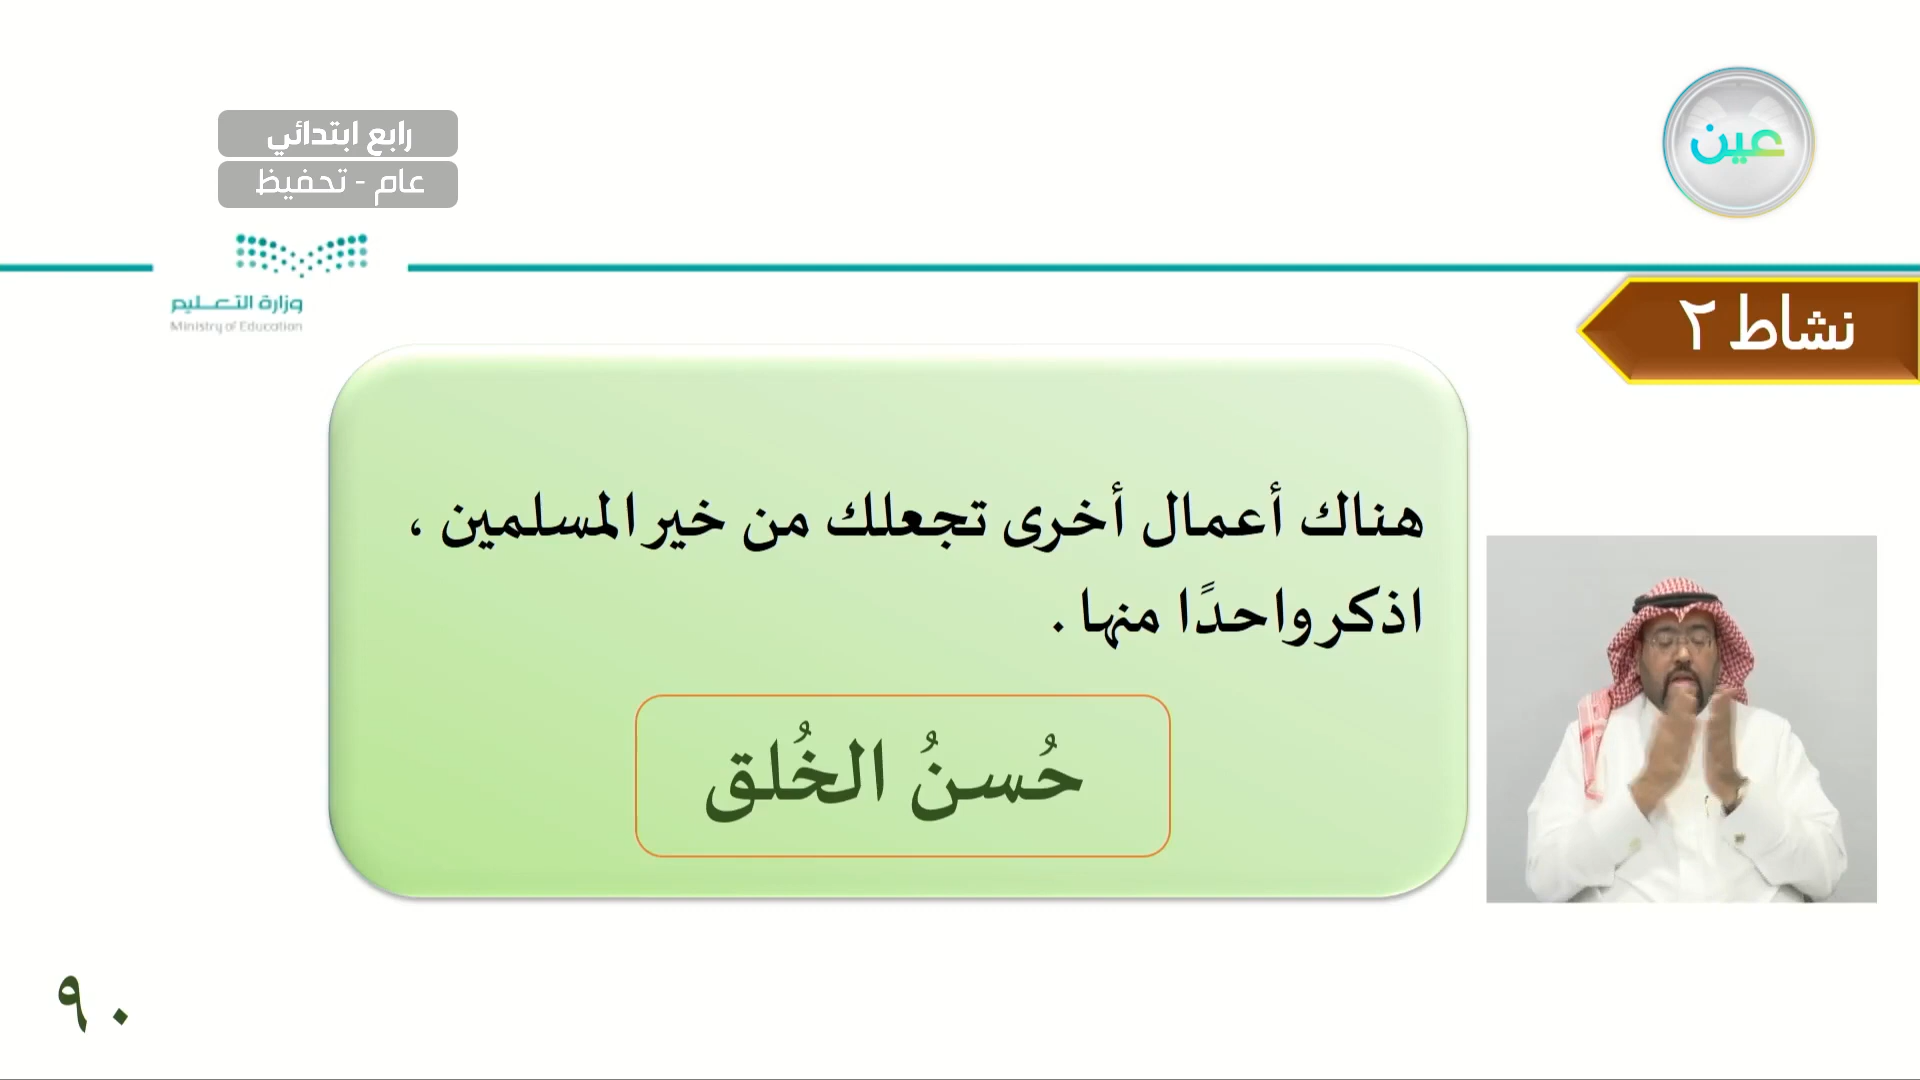 رابع ابتدائي
عام - تحفيظ
عين
وزارة التعليم
Ministry of Education
نشاط ٢
هناك أعمال أخرى تجعلك من خير المسلمين ،
اذكر واحدًا منها .
حُسنُ الخُلق
٩٠